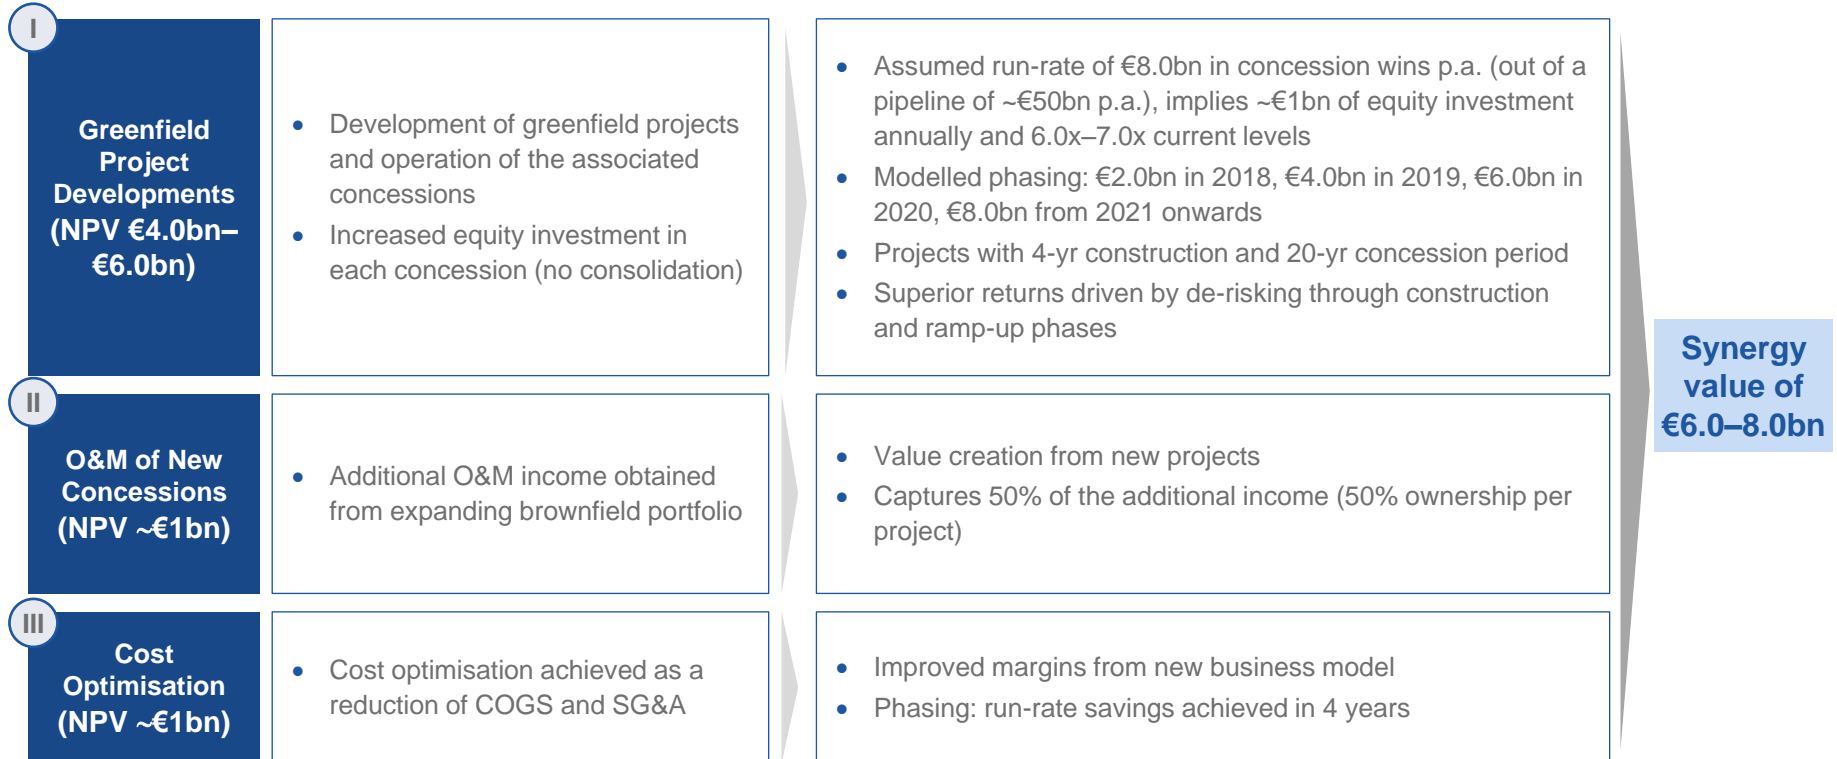 I
Greenfield
Project
Developments
(NPV €4.0bn–
€6.0bn)
• Development of greenfield projects
and operation of the associated
concessions
• Increased equity investment in
each concession (no consolidation)
• Assumed run-rate of €8.0bn in concession wins p.a. (out of a
pipeline of ~€50bn p.a.), implies ~€1bn of equity investment
annually and 6.0x–7.0x current levels
• Modelled phasing: €2.0bn in 2018, €4.0bn in 2019, €6.0bn in
2020, €8.0bn from 2021 onwards
• Projects with 4-yr construction and 20-yr concession period
• Superior returns driven by de-risking through construction
and ramp-up phases
II
O&M of New
Concessions
(NPV ~€1bn)
• Additional O&M income obtained
from expanding brownfield portfolio
• Value creation from new projects
• Captures 50% of the additional income (50% ownership per
project)
III
Cost
Optimisation
(NPV ~€1bn)
• Cost optimisation achieved as a
reduction of COGS and SG&A
• Improved margins from new business model
• Phasing: run-rate savings achieved in 4 years
Synergy
value of
€6.0–8.0bn